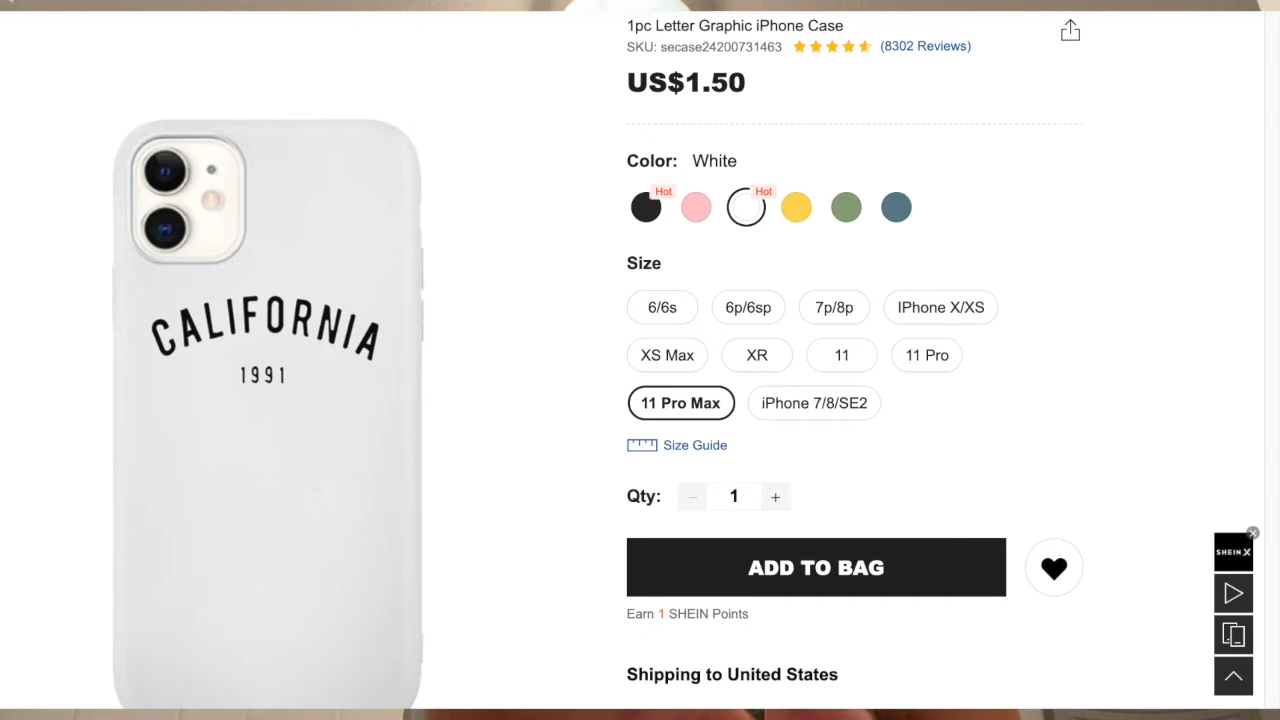 1pc Letter Graphic iPhone Case
SKU: secase24200731463 (8302 Reviews)
US$1.50
Color: White
Hot Hot
Size
6/6s 6p/6sp 7p/8p IPhone X/XS
XS Max XR 11 11 Pro
11 Pro Max iPhone 7/8/SE2
Size Guide
Qty: − 1 +
ADD TO BAG
Earn 1 SHEIN Points
Shipping to United States
CALIFORNIA
1991
SHEIN X